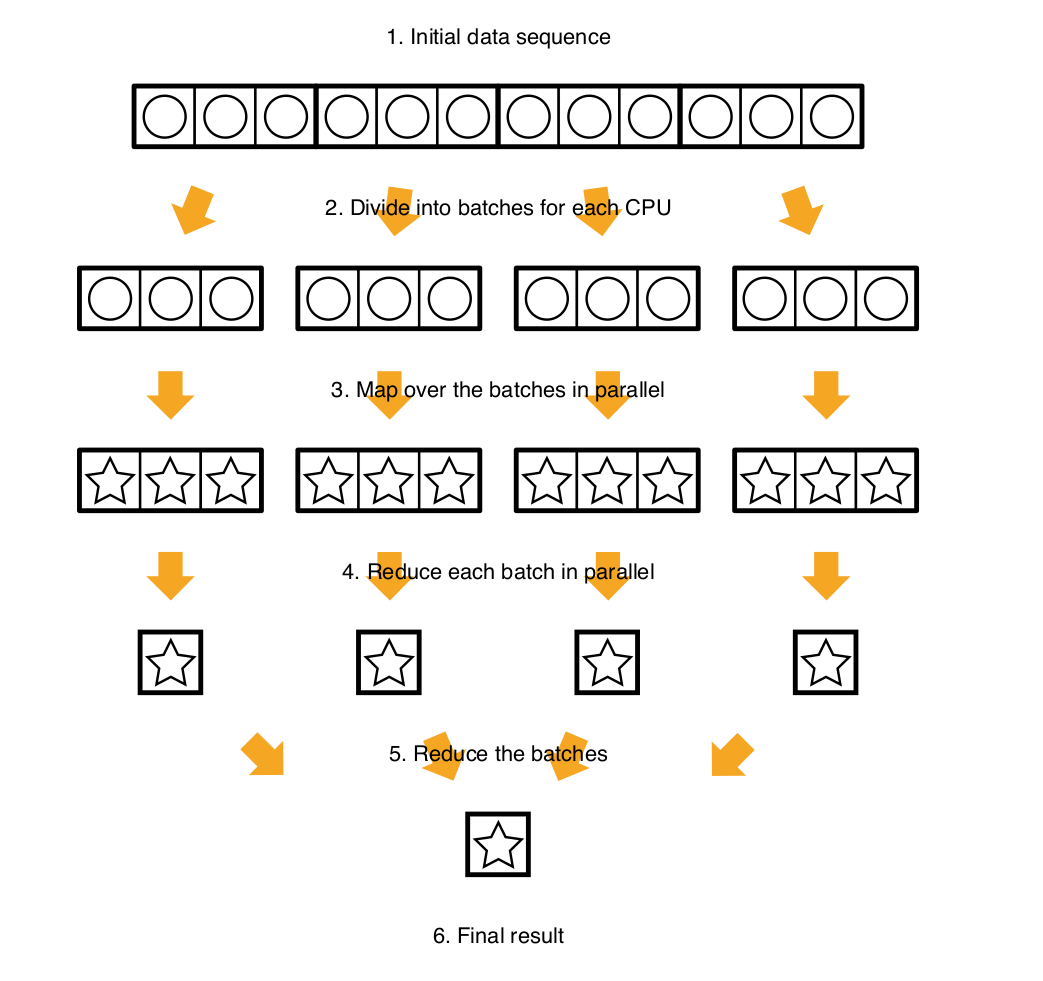 1. Initial data sequence
2. Divide into batches for each CPU
3. Map over the batches in parallel
4. Reduce each batch in parallel
5. Reduce the batches
6. Final result